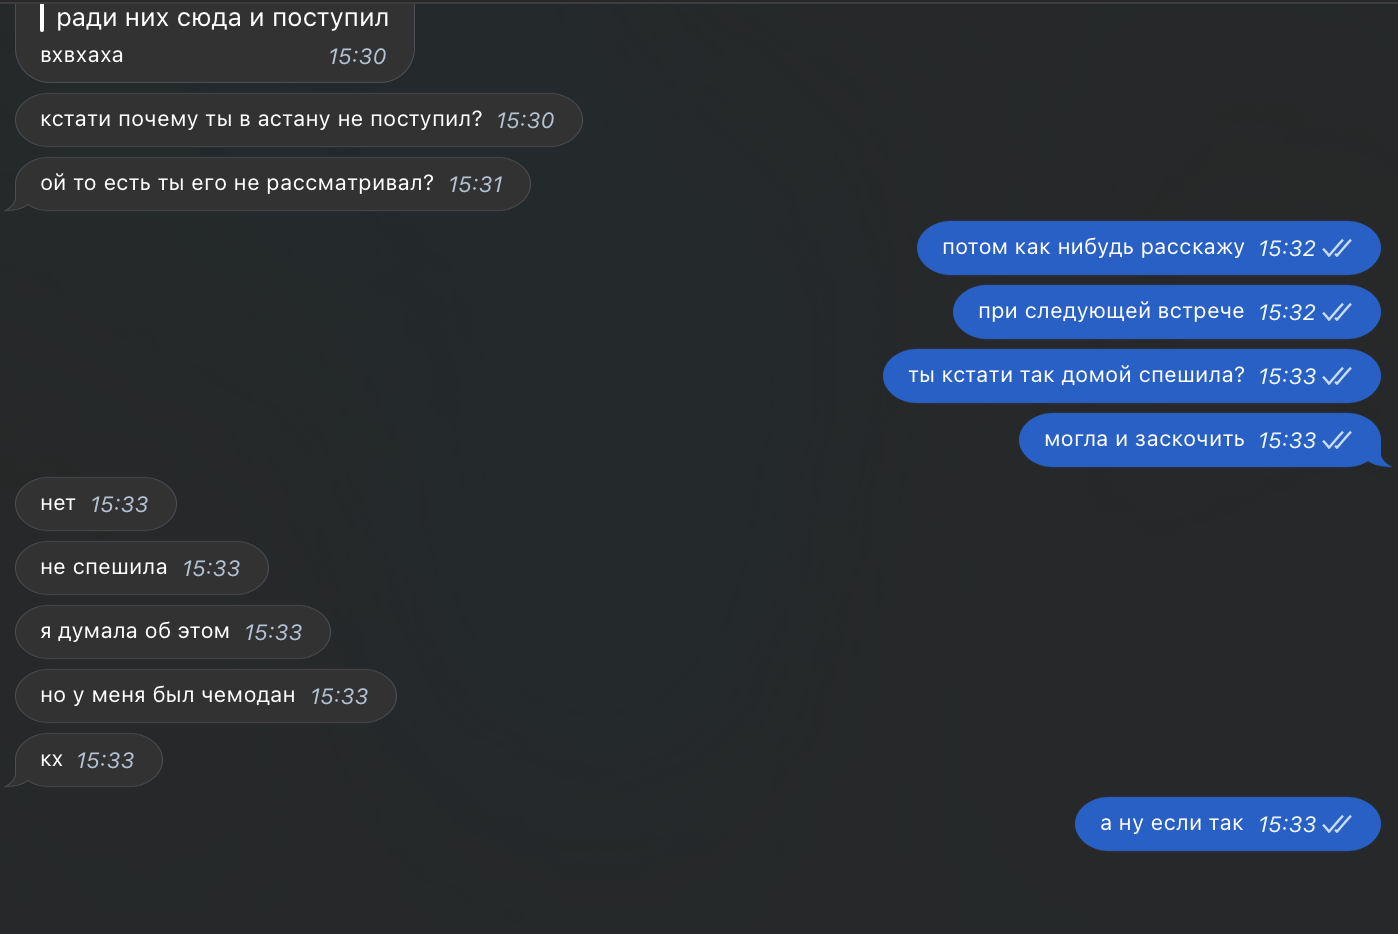 ради них сюда и поступил
вхвхаха 15:30
кстати почему ты в астану не поступил? 15:30
ой то есть ты его не рассматривал? 15:31
потом как нибудь расскажу 15:32
при следующей встрече 15:32
ты кстати так домой спешила? 15:33
могла и заскочить 15:33
нет 15:33
не спешила 15:33
я думала об этом 15:33
но у меня был чемодан 15:33
кх 15:33
а ну если так 15:33